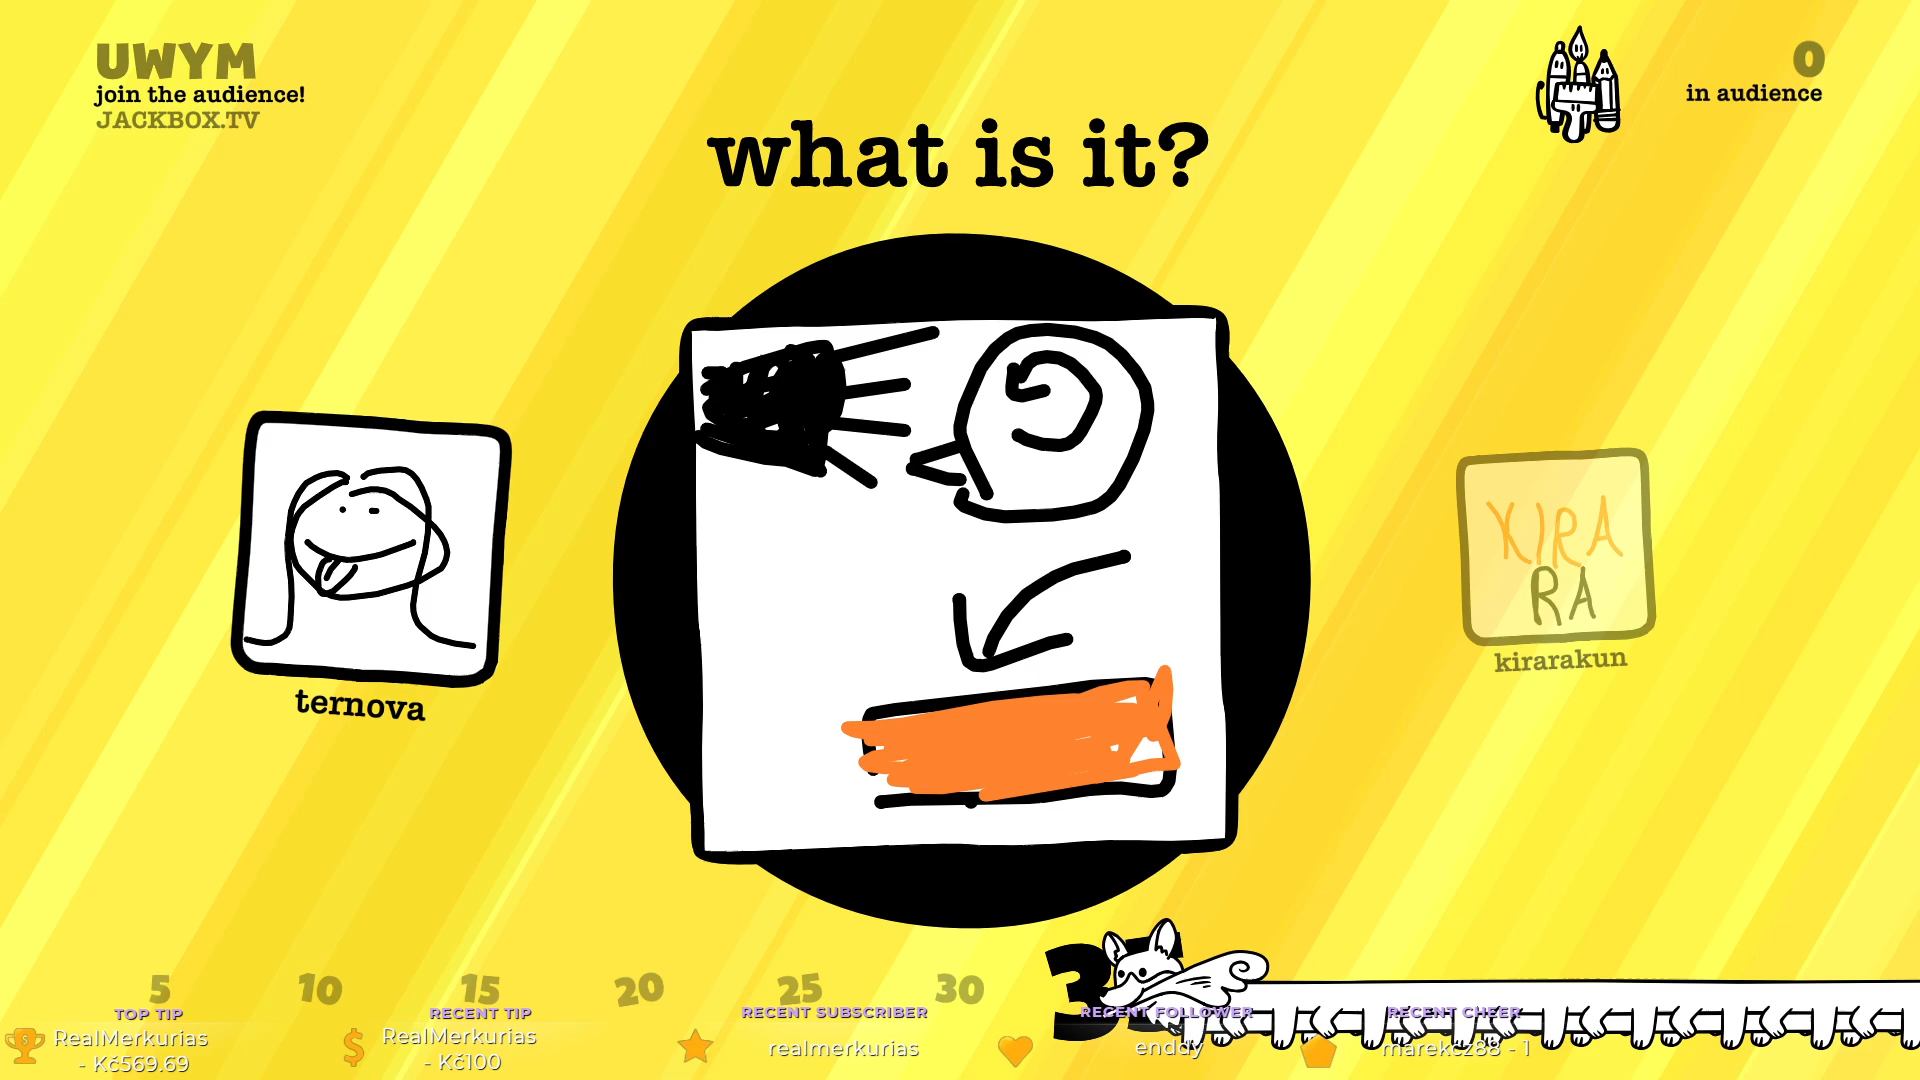 UWYM
join the audience!
JACKBOX.TV
0
in audience
what is it?
ternova
KIRA
RA
kirarakun
5
10
15
20
25
30
35
TOP TIP
RealMerkurias
- Kč569.69
RECENT TIP
RealMerkurias
- Kč100
RECENT SUBSCRIBER
realmerkurias
RECENT FOLLOWER
enddy
RECENT CHEER
marekcz88 - 1